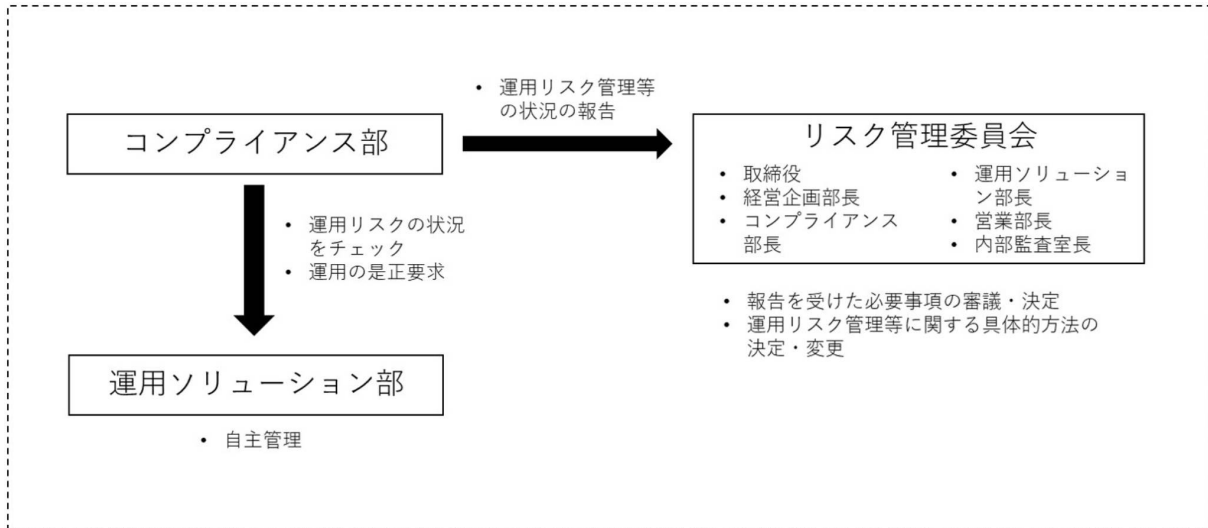 • 運用リスク管理等
の状況の報告
コンプライアンス部
リスク管理委員会
• 取締役
• 経営企画部長
• コンプライアンス
部長
• 運用ソリューショ
ン部長
• 営業部長
• 内部監査室長
• 運用リスクの状況
をチェック
• 運用の是正要求
• 報告を受けた必要事項の審議・決定
• 運用リスク管理等に関する具体的方法の
決定・変更
運用ソリューション部
• 自主管理